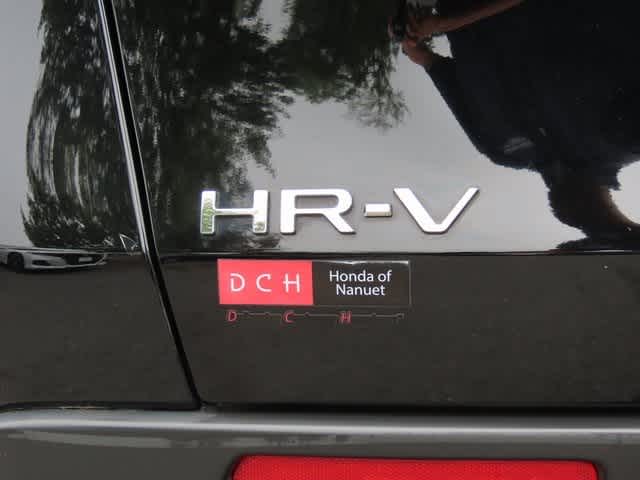 HR-V
DCH Honda of
Nanuet
D C H